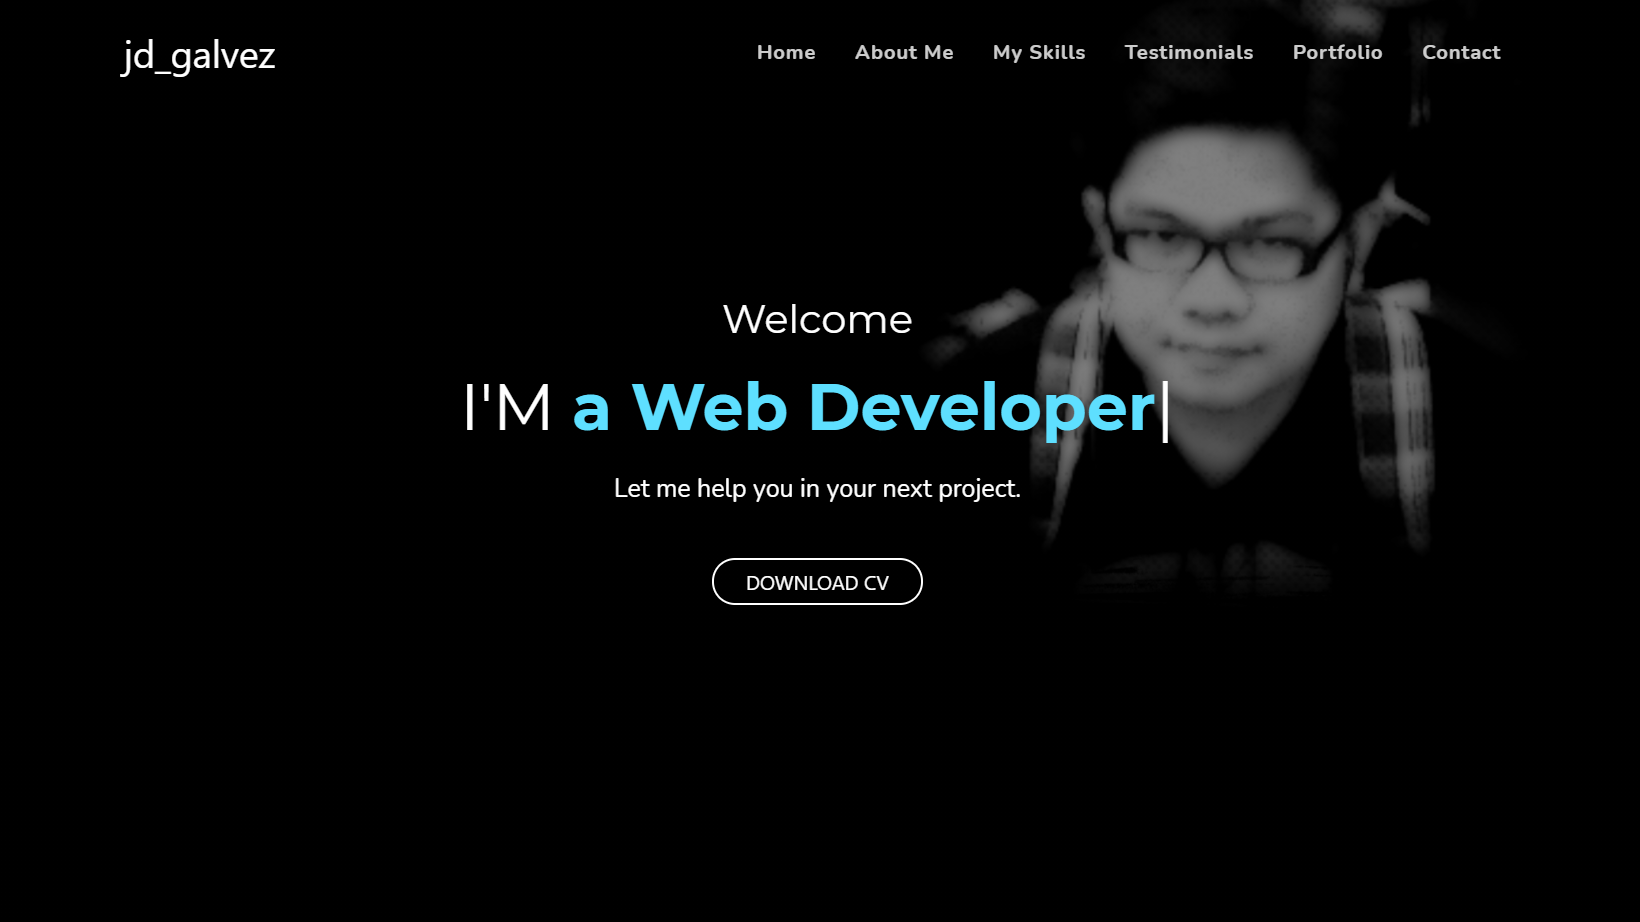 jd_galvez
Home About Me My Skills Testimonials Portfolio Contact
Welcome
I'M a Web Developer|
Let me help you in your next project.
DOWNLOAD CV